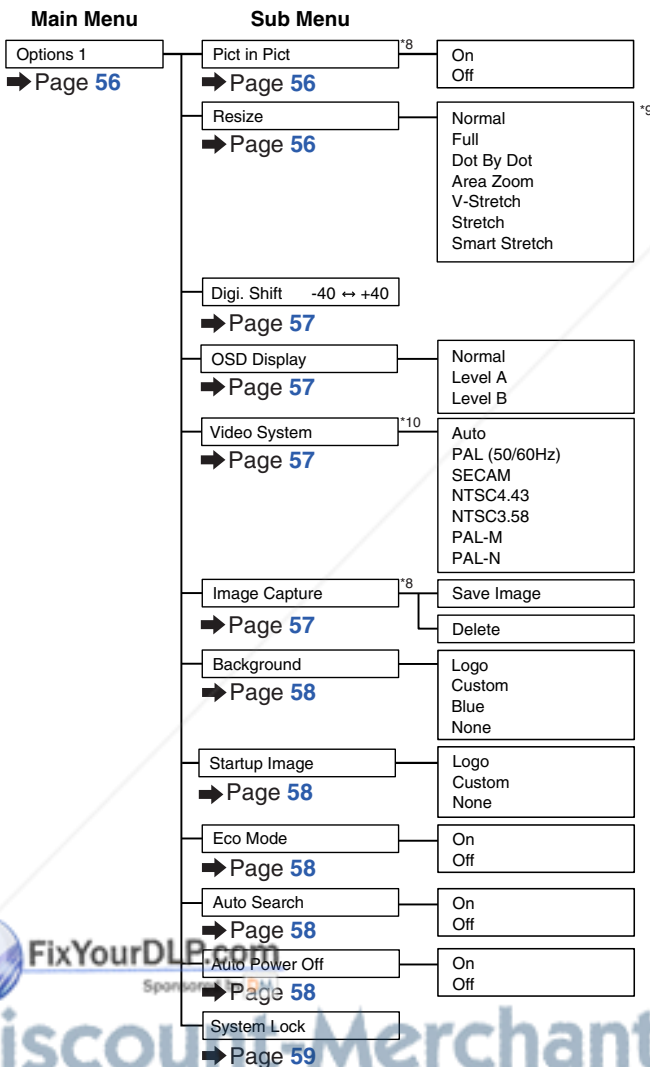 Main Menu
Sub Menu
Options 1
➡Page 56
Pict in Pict
*8
On
Off
➡Page 56
Resize
*9
Normal
Full
Dot By Dot
Area Zoom
V-Stretch
Stretch
Smart Stretch
➡Page 56
Digi. Shift -40 ↔ +40
➡Page 57
OSD Display
Normal
Level A
Level B
➡Page 57
Video System
*10
Auto
PAL (50/60Hz)
SECAM
NTSC4.43
NTSC3.58
PAL-M
PAL-N
➡Page 57
Image Capture
*8
Save Image
Delete
➡Page 57
Background
Logo
Custom
Blue
None
➡Page 58
Startup Image
Logo
Custom
None
➡Page 58
Eco Mode
On
Off
➡Page 58
Auto Search
On
Off
➡Page 58
FixYourDLP.com
Auto Power Off
On
Off
Sponsored by DM
➡Page 58
System Lock
iscount-Merchant
➡Page 59